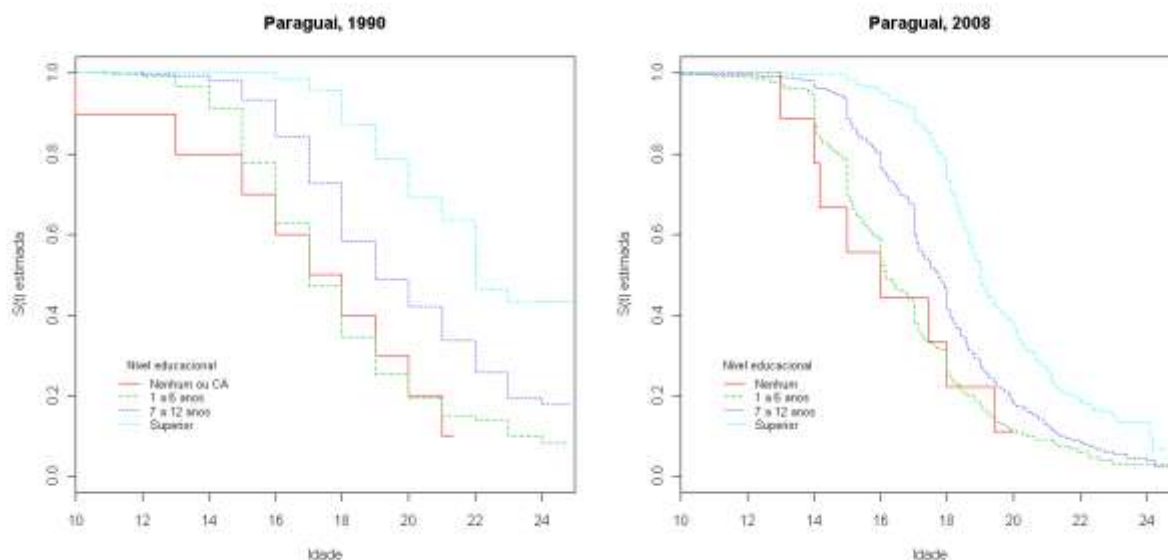 Paraguai, 1990
S(t) estimada
1.0
0.8
0.6
0.4
0.2
0.0
Nível educacional
Nenhum ou CA
1 a 6 anos
7 a 12 anos
Superior
10 12 14 16 18 20 22 24
Idade
Paraguai, 2008
S(t) estimada
1.0
0.8
0.6
0.4
0.2
0.0
Nível educacional
Nenhum
1 a 6 anos
7 a 12 anos
Superior
10 12 14 16 18 20 22 24
Idade